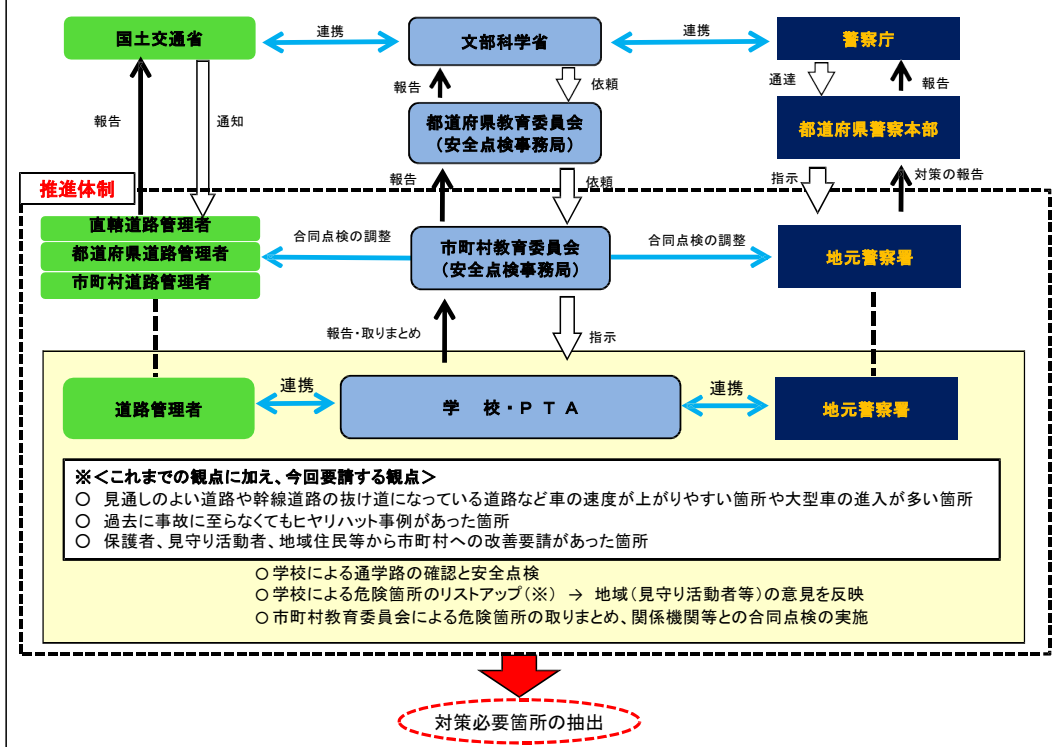 国土交通省
連携
文部科学省
連携
警察庁
報告
依頼
通達
報告
報告
通知
都道府県教育委員会
(安全点検事務局)
都道府県警察本部
推進体制
報告
依頼
指示
対策の報告
直轄道路管理者
都道府県道路管理者
市町村道路管理者
合同点検の調整
市町村教育委員会
(安全点検事務局)
合同点検の調整
地元警察署
報告・取りまとめ
指示
道路管理者
連携
学 校・P T A
連携
地元警察署
※<これまでの観点に加え、今回要請する観点>
○ 見通しのよい道路や幹線道路の抜け道になっている道路など車の速度が上がりやすい箇所や大型車の進入が多い箇所
○ 過去に事故に至らなくてもヒヤリハット事例があった箇所
○ 保護者、見守り活動者、地域住民等から市町村への改善要請があった箇所
○学校による通学路の確認と安全点検
○学校による危険箇所のリストアップ(※) → 地域(見守り活動者等)の意見を反映
○市町村教育委員会による危険箇所の取りまとめ、関係機関等との合同点検の実施
対策必要箇所の抽出